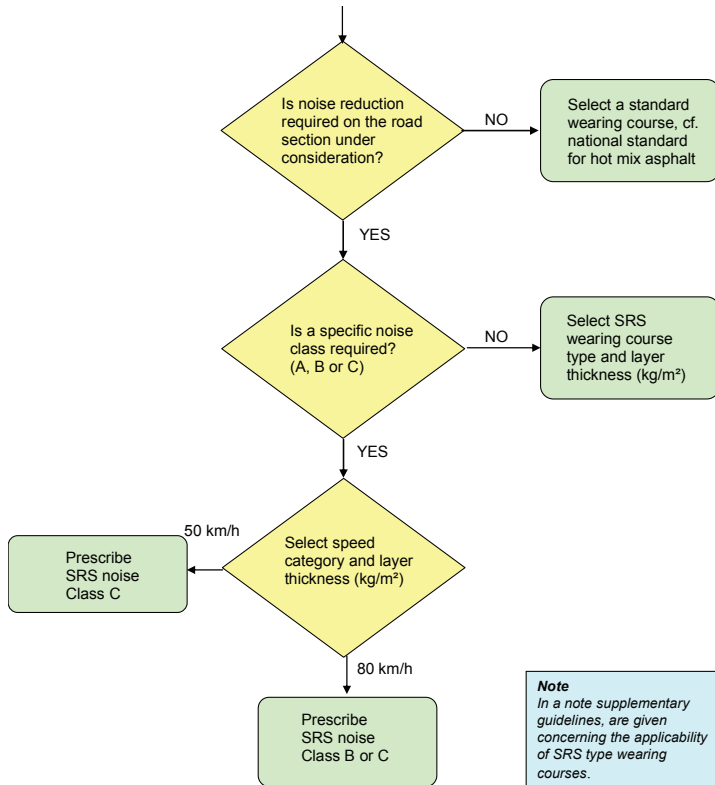 Is noise reduction
required on the road
section under
consideration?
NO
Select a standard
wearing course, cf.
national standard
for hot mix asphalt
YES
Is a specific noise
class required?
(A, B or C)
NO
Select SRS
wearing course
type and layer
thickness (kg/m²)
YES
50 km/h
Prescribe
SRS noise
Class C
Select speed
category and layer
thickness (kg/m²)
80 km/h
Prescribe
SRS noise
Class B or C
Note
In a note supplementary
guidelines, are given
concerning the applicability
of SRS type wearing
courses.